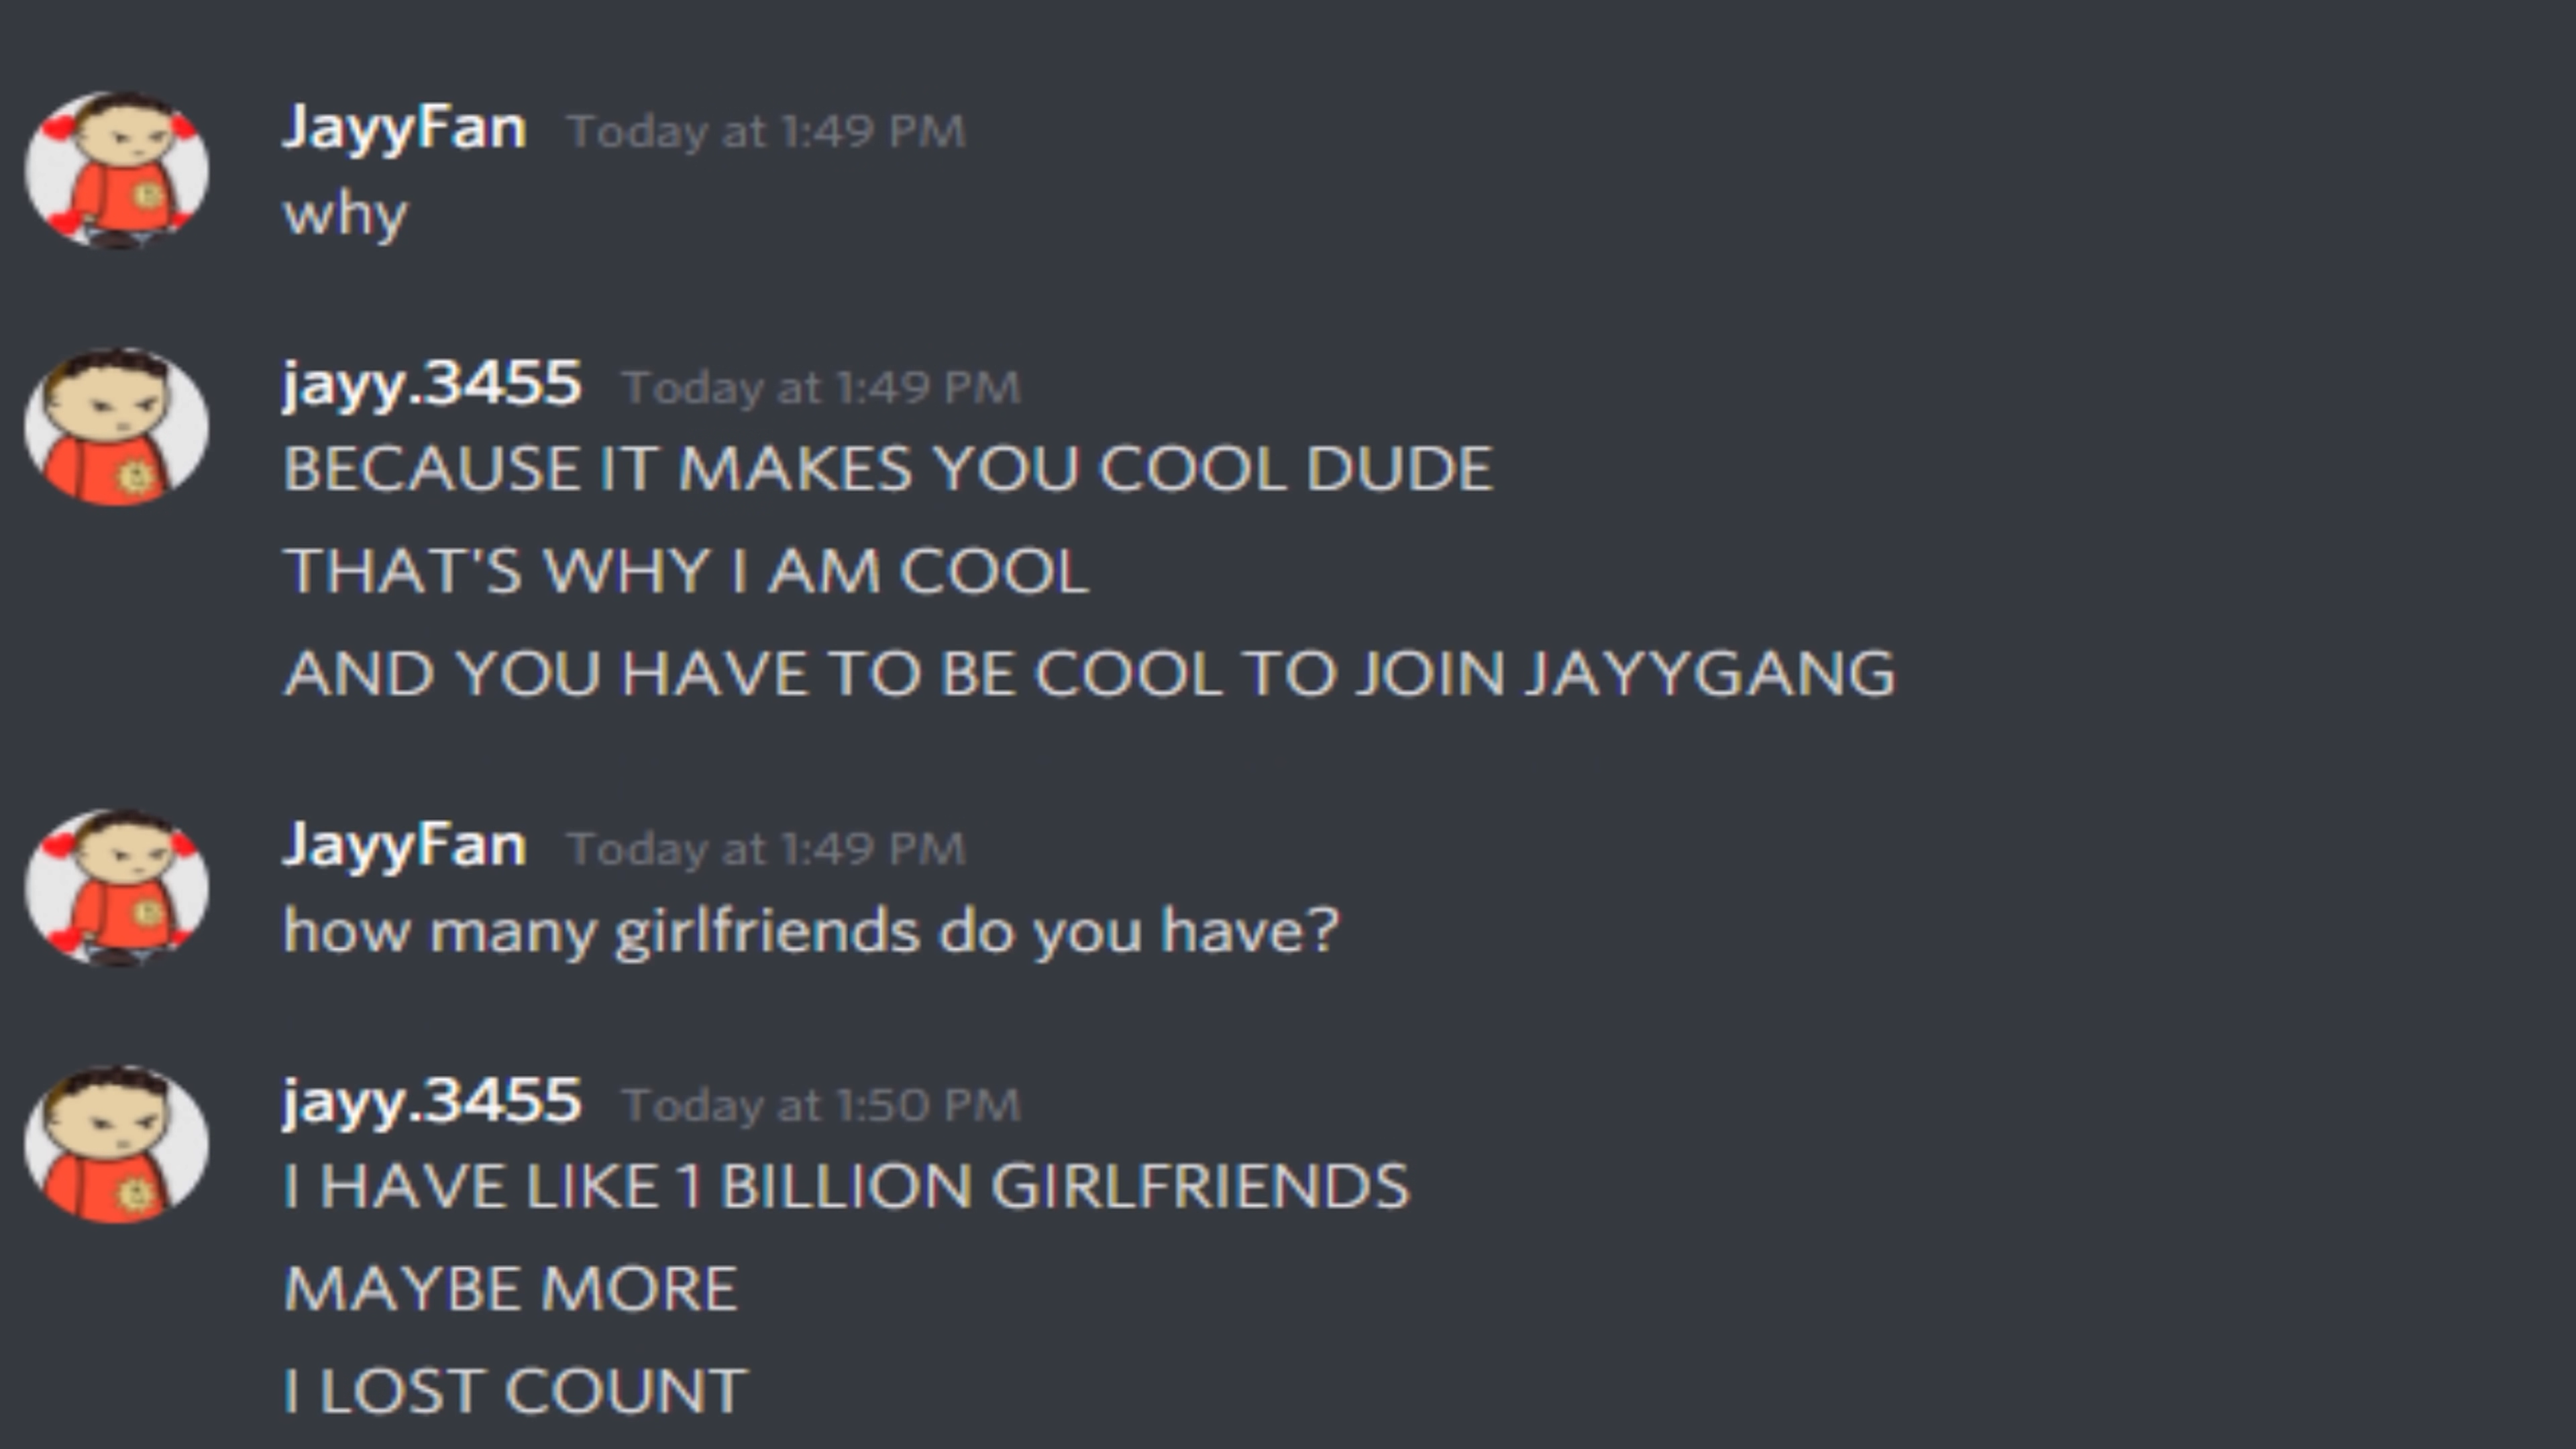 JayyFan Today at 1:49 PM
why
jayy.3455 Today at 1:49 PM
BECAUSE IT MAKES YOU COOL DUDE
THAT'S WHY I AM COOL
AND YOU HAVE TO BE COOL TO JOIN JAYYGANG
JayyFan Today at 1:49 PM
how many girlfriends do you have?
jayy.3455 Today at 1:50 PM
I HAVE LIKE 1 BILLION GIRLFRIENDS
MAYBE MORE
I LOST COUNT